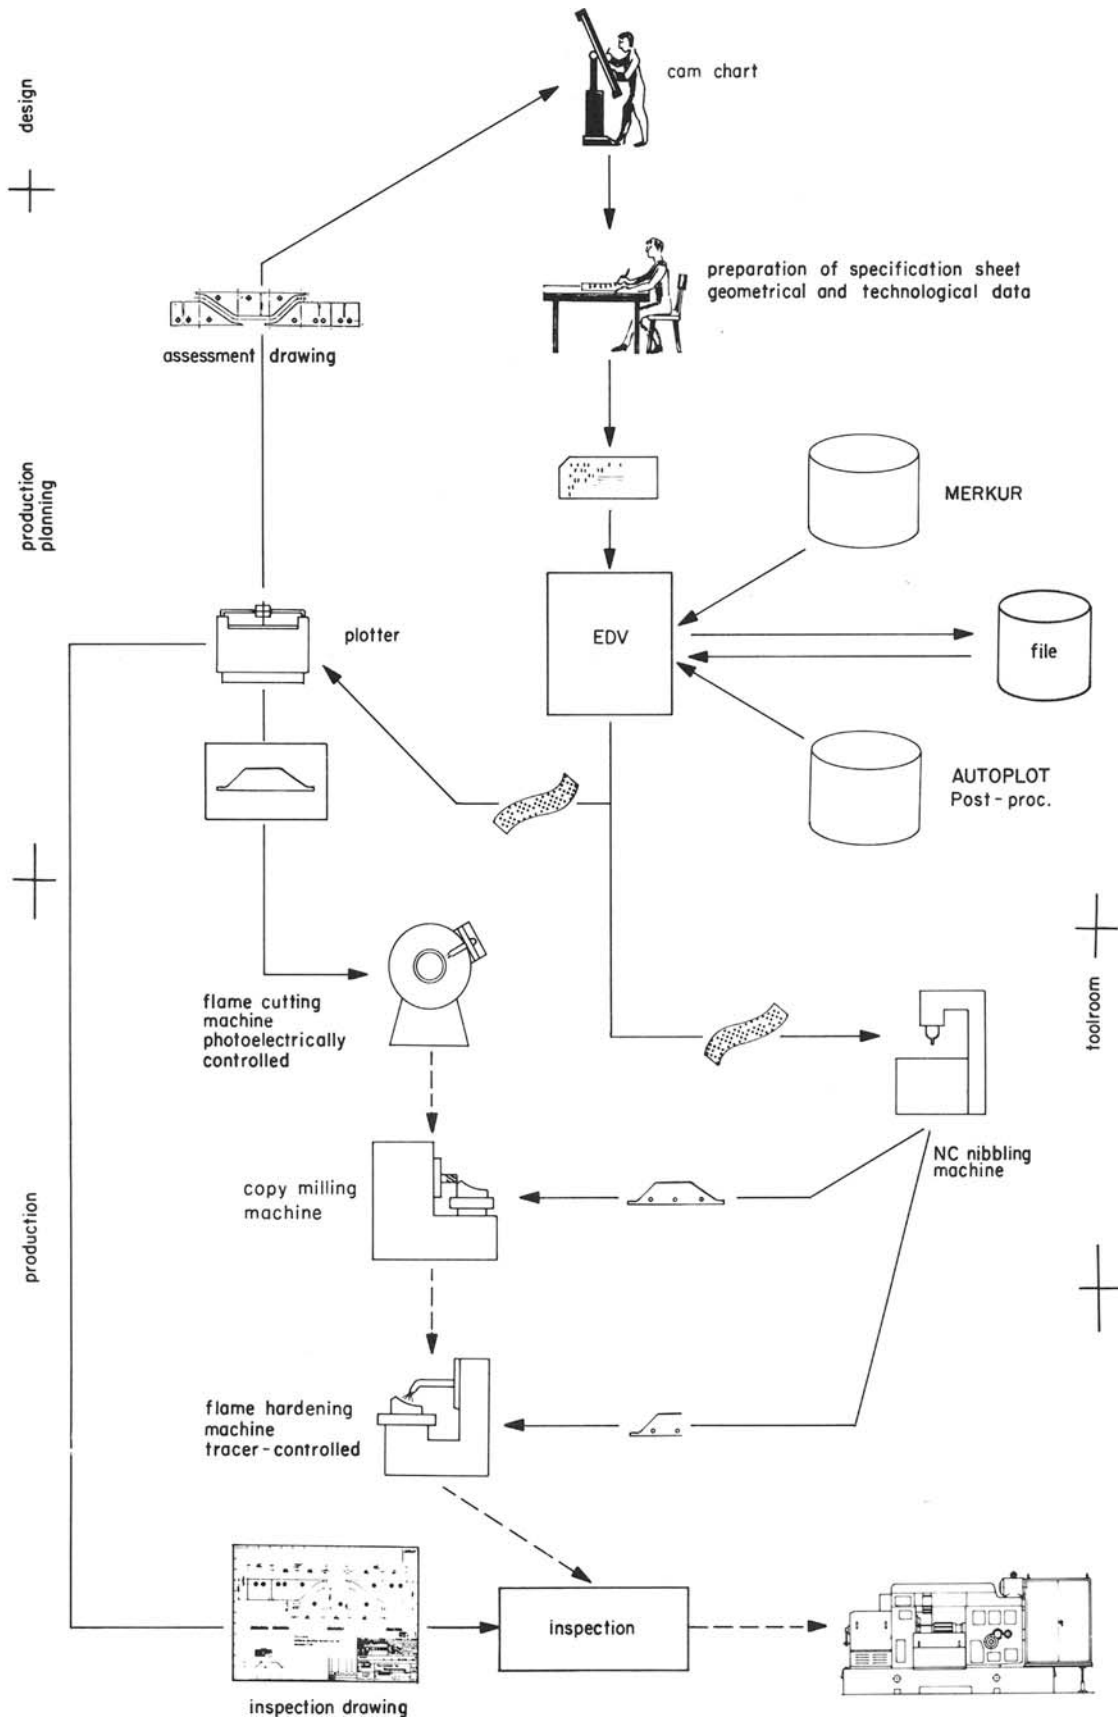 cam chart
design
preparation of specification sheet
geometrical and technological data
assessment drawing
production
planning
MERKUR
EDV
file
plotter
AUTOPLOT
Post-proc.
flame cutting
machine
photoelectrically
controlled
toolroom
NC nibbling
machine
copy milling
machine
production
flame hardening
machine
tracer-controlled
inspection
inspection drawing